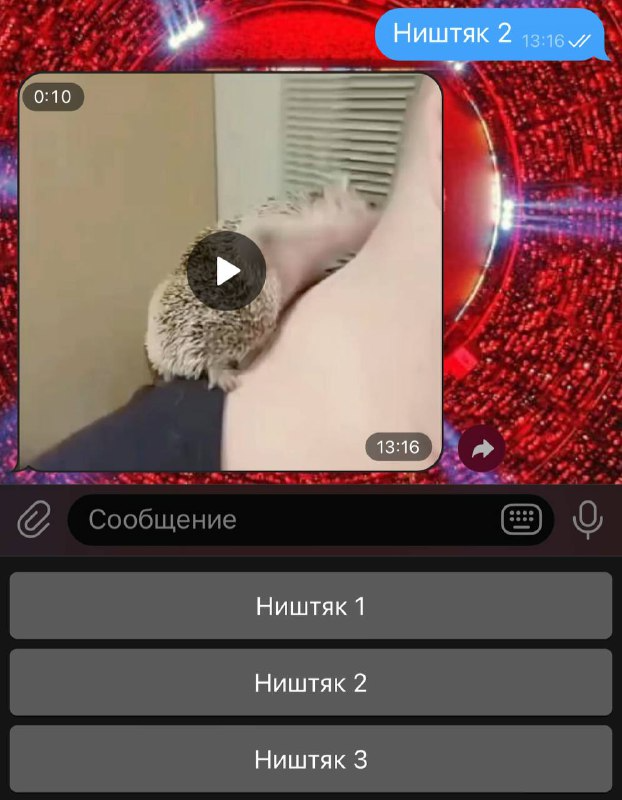 Ништяк 2 13:16
0:10
13:16
Сообщение
Ништяк 1
Ништяк 2
Ништяк 3